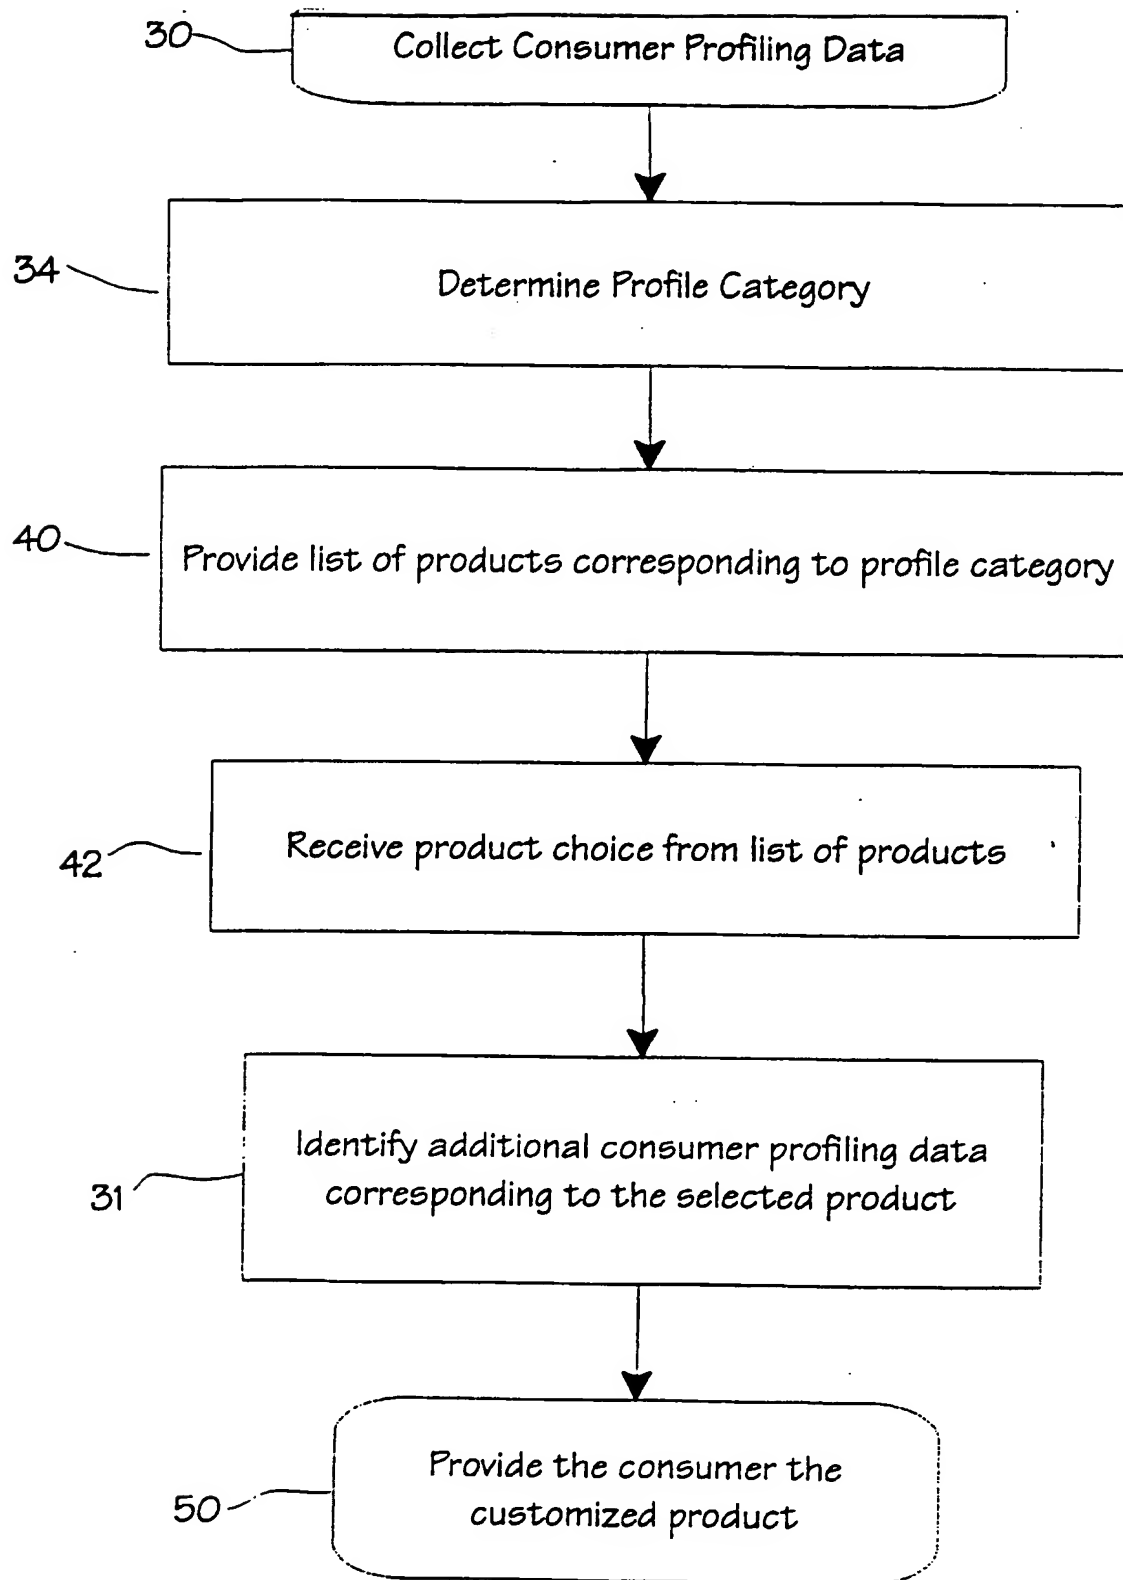 30
Collect Consumer Profiling Data
34
Determine Profile Category
40
Provide list of products corresponding to profile category
42
Receive product choice from list of products
Identify additional consumer profiling data
corresponding to the selected product
31
Provide the consumer the
customized product
50